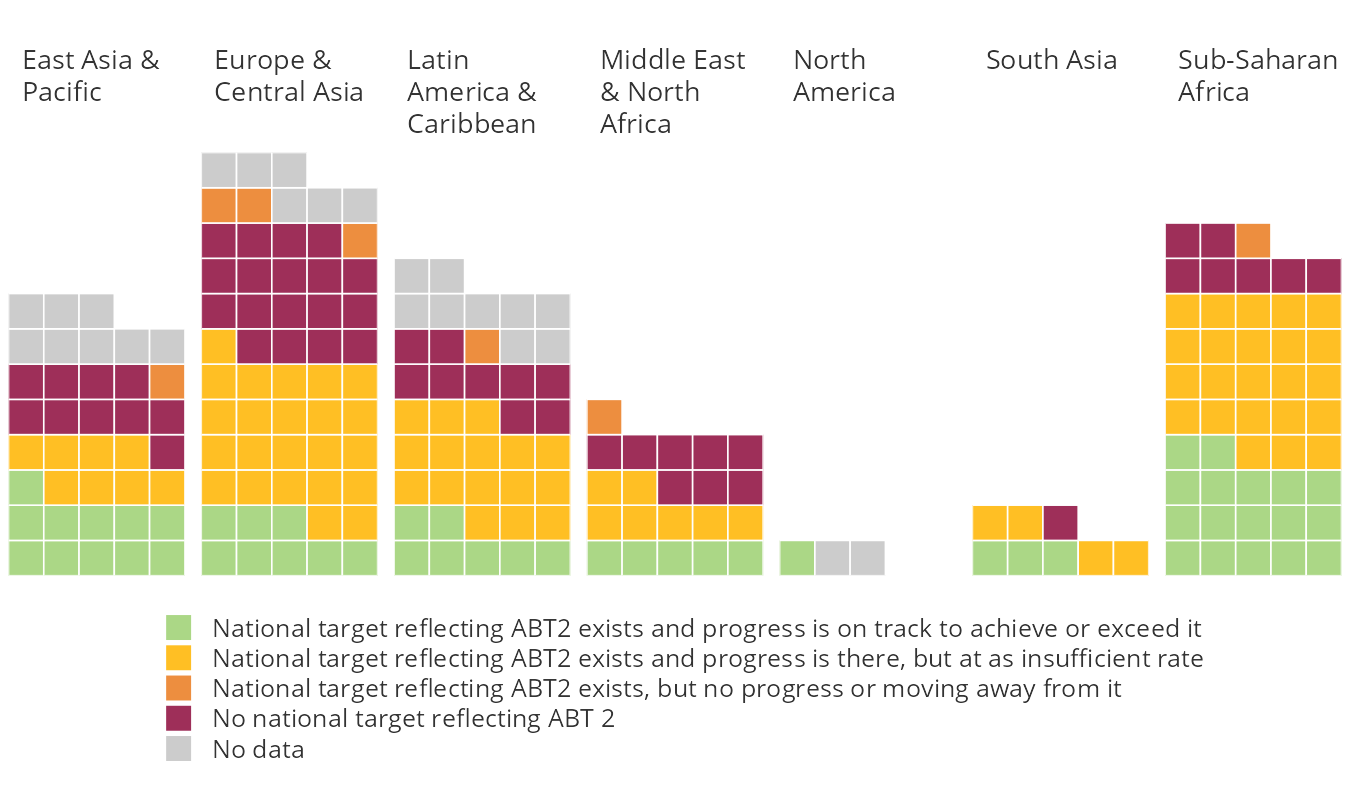 East Asia &
Pacific
Europe &
Central Asia
Latin
America &
Caribbean
Middle East
& North
Africa
North
America
South Asia
Sub-Saharan
Africa
National target reflecting ABT2 exists and progress is on track to achieve or exceed it
National target reflecting ABT2 exists and progress is there, but at as insufficient rate
National target reflecting ABT2 exists, but no progress or moving away from it
No national target reflecting ABT 2
No data